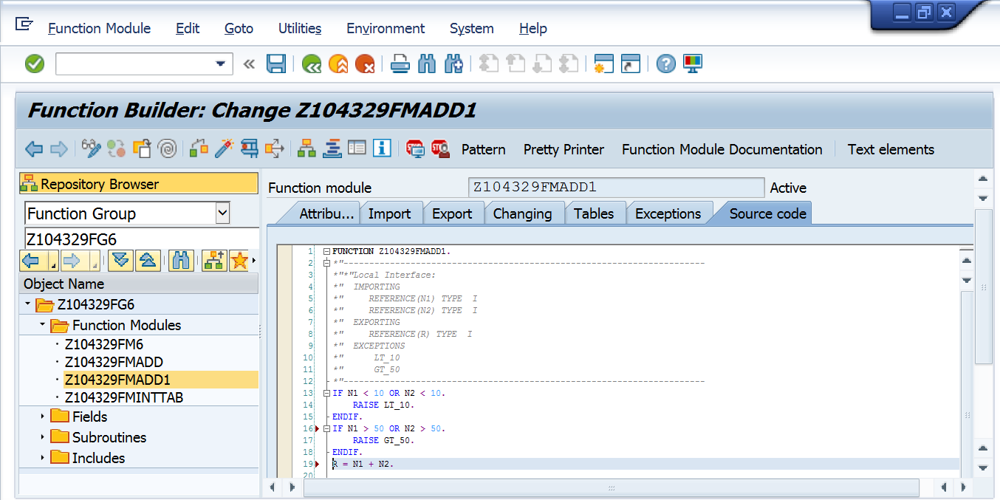 Function Module Edit Goto Utilities Environment System Help
Function Builder: Change Z104329FMADD1
Pattern Pretty Printer Function Module Documentation Text elements
Repository Browser
Function Group
Z104329FG6
Object Name
Z104329FG6
Function Modules
Z104329FM6
Z104329FMADD
Z104329FMADD1
Z104329FMINTTAB
Fields
Subroutines
Includes
Function module Z104329FMADD1 Active
Attribu... Import Export Changing Tables Exceptions Source code
1 FUNCTION Z104329FMADD1.
2 *"----------------------------------------------------------------------
3 *"*"Local Interface:
4 *" IMPORTING
5 *" REFERENCE(N1) TYPE I
6 *" REFERENCE(N2) TYPE I
7 *" EXPORTING
8 *" REFERENCE(R) TYPE I
9 *" EXCEPTIONS
10 *" LT_10
11 *" GT_50
12 *"----------------------------------------------------------------------
13 IF N1 < 10 OR N2 < 10.
14 RAISE LT_10.
15 ENDIF.
16 IF N1 > 50 OR N2 > 50.
17 RAISE GT_50.
18 ENDIF.
19 R = N1 + N2.
20